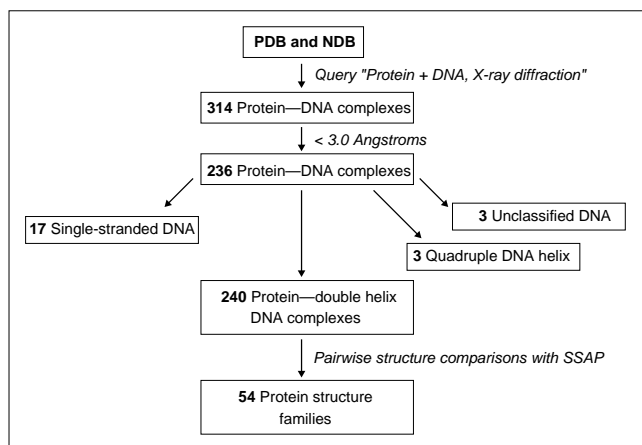 PDB and NDB
Query "Protein + DNA, X-ray diffraction"
314 Protein—DNA complexes
< 3.0 Angstroms
236 Protein—DNA complexes
3 Unclassified DNA
17 Single-stranded DNA
3 Quadruple DNA helix
240 Protein—double helix
DNA complexes
Pairwise structure comparisons with SSAP
54 Protein structure
families